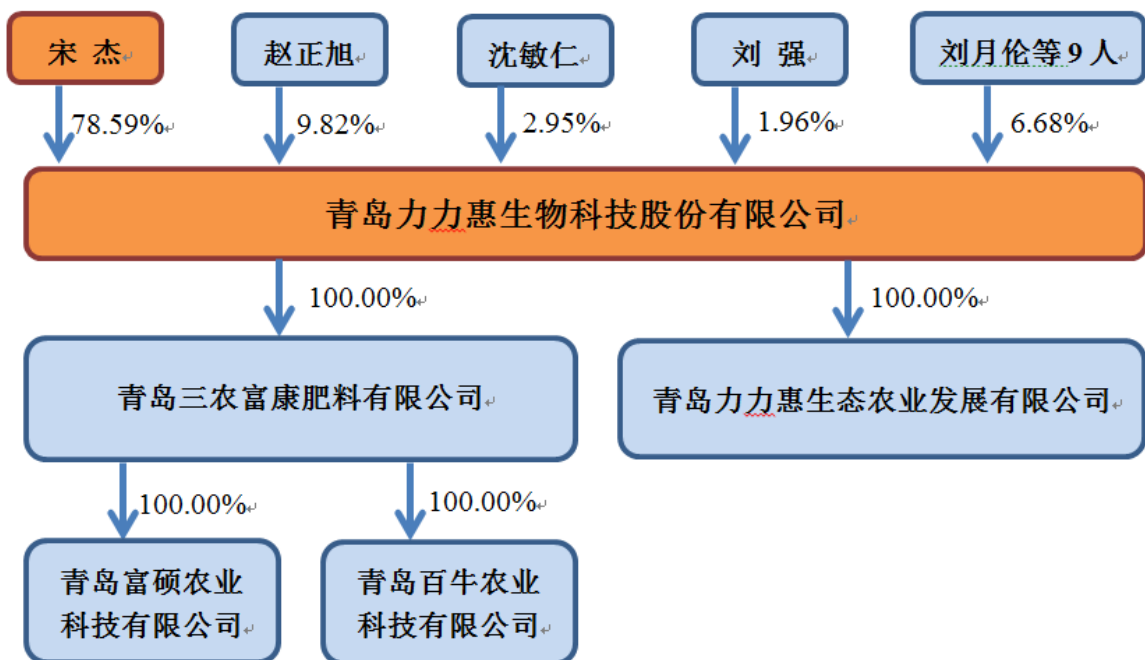 宋 杰
赵正旭
沈敏仁
刘 强
刘月伦等9人
78.59%
9.82%
2.95%
1.96%
6.68%
青岛力力惠生物科技股份有限公司
100.00%
100.00%
青岛三农富康肥料有限公司
青岛力力惠生态农业发展有限公司
100.00%
100.00%
青岛富硕农业
科技有限公司
青岛百牛农业
科技有限公司